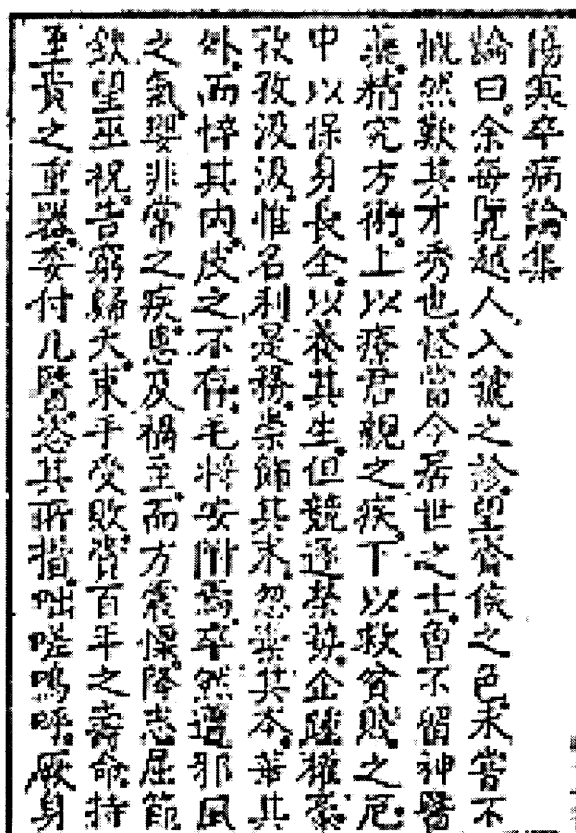 傷寒卒病論集
論曰余每覽越人入虢之診望齊侯之色未嘗不
慨然歎其才秀也怪當今居世之士曾不留神醫
藥精究方術上以療君親之疾下以救貧賤之厄
中以保身長全以養其生但競逐榮勢企踵權豪
孜孜汲汲惟名利是務崇飾其末忽棄其本華其
外而悴其內皮之不存毛將安附焉卒然遭邪風
之氣嬰非常之疾患及禍至而方震慄降志屈節
欽望巫祝告窮歸天束手受敗賫百年之壽命持
至貴之重器委付凡醫恣其所措咄嗟嗚呼厥身